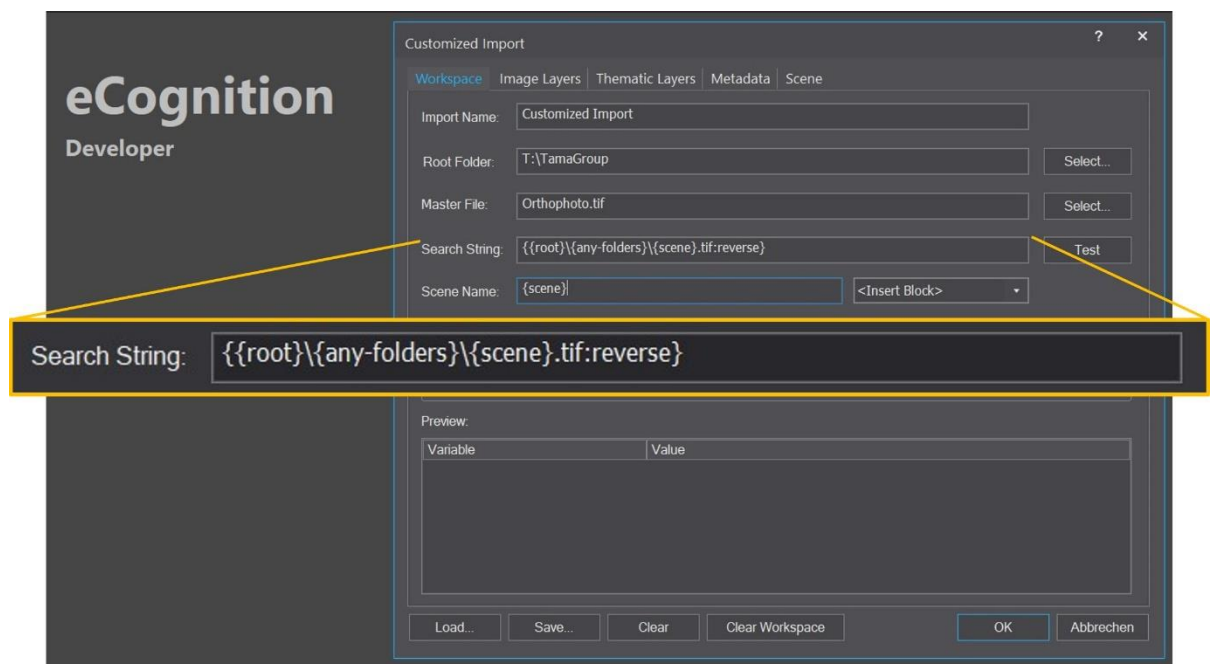 eCognition
Developer
Customized Import
? ×
Workspace Image Layers Thematic Layers Metadata Scene
Import Name: Customized Import
Root Folder: T:\TamaGroup Select...
Master File: Orthophoto.tif Select...
Search String: {{root}\{any-folders}\{scene}.tif:reverse} Test
Scene Name: {scene} <Insert Block>
Search String: {{root}\{any-folders}\{scene}.tif:reverse}
Preview:
Variable Value
Load... Save... Clear Clear Workspace OK Abbrechen